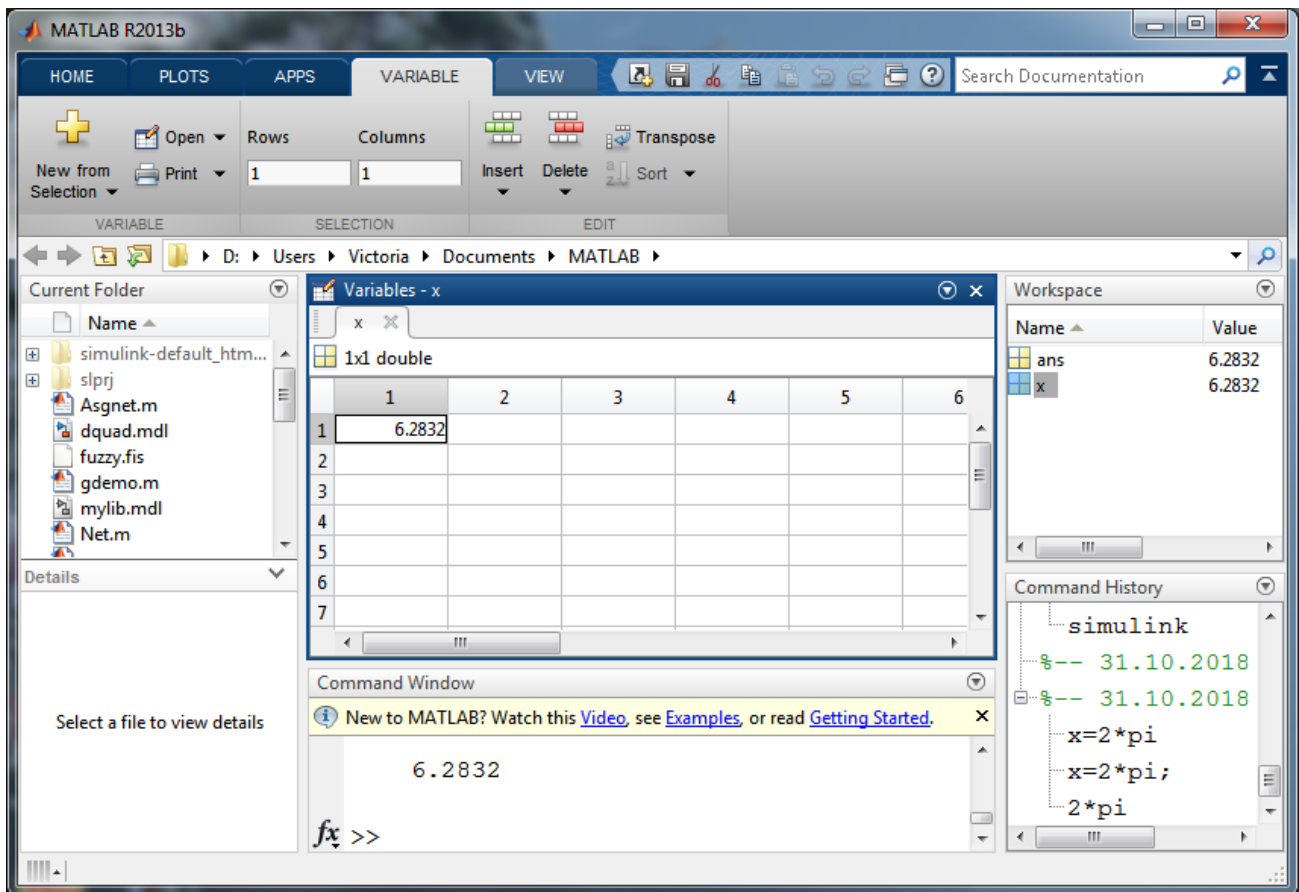 MATLAB R2013b
HOME PLOTS APPS VARIABLE VIEW Search Documentation
New from Selection
Open
Print
Rows Columns
1 1
Insert Delete
Transpose
Sort
VARIABLE SELECTION EDIT
D: Users Victoria Documents MATLAB
Current Folder
Name
simulink-default_htm...
slprj
Asgnet.m
dquad.mdl
fuzzy.fis
gdemo.m
mylib.mdl
Net.m
Details
Select a file to view details
Variables - x
x
1x1 double
1 2 3 4 5 6
1 6.2832
2
3
4
5
6
7
Command Window
New to MATLAB? Watch this Video, see Examples, or read Getting Started.
6.2832
fx >>
Workspace
Name Value
ans 6.2832
x 6.2832
Command History
simulink
%-- 31.10.2018
%-- 31.10.2018
x=2*pi
x=2*pi;
2*pi